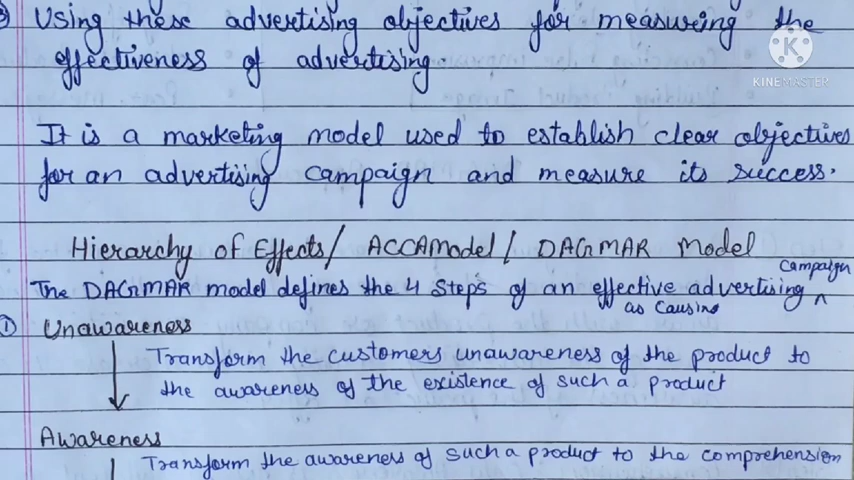 Using these advertising objectives for measuring the
effectiveness of advertising.
KINEMASTER
It is a marketing model used to establish clear objectives
for an advertising campaign and measure its success.
Hierarchy of Effects/ ACCA Model/ DAGMAR Model
campaign
The DAGMAR model defines the 4 steps of an effective advertising ^
as causing
① Unawareness
Transform the customers unawareness of the product to
the awareness of the existence of such a product
Awareness
Transform the awareness of such a product to the comprehension